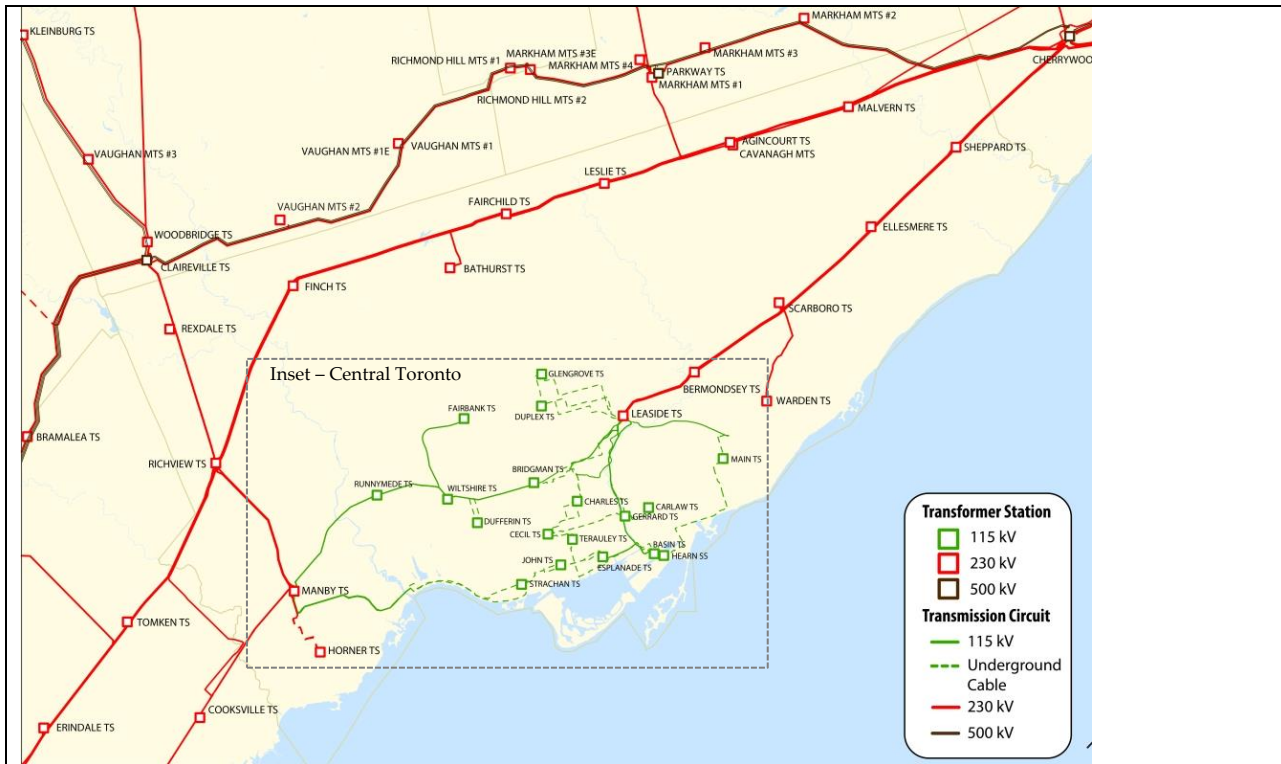 KLEINBURG TS
MARKHAM MTS #2
MARKHAM MTS #3E
RICHMOND HILL MTS #1
MARKHAM MTS #4
MARKHAM MTS #3
CHERRYWOO
PARKWAY TS
MARKHAM MTS #1
RICHMOND HILL MTS #2
MALVERN TS
VAUGHAN MTS #3
VAUGHAN MTS #1E
VAUGHAN MTS #1
AGINCOURT TS
CAVANAGH MTS
SHEPPARD TS
LESLIE TS
VAUGHAN MTS #2
FAIRCHILD TS
WOODBRIDGE TS
ELLESMERE TS
CLAIREVILLE TS
BATHURST TS
FINCH TS
SCARBORO TS
REXDALE TS
Inset – Central Toronto
GLENGROVE TS
BERMONDSEY TS
WARDEN TS
FAIRBANK TS
DUPLEX TS
LEASIDE TS
BRAMALEA TS
RICHVIEW TS
BRIDGMAN TS
MAIN TS
RUNNYMEDE TS
WILTSHIRE TS
CHARLES TS
CARLAW TS
GERRARD TS
DUFFERIN TS
CECIL TS
TERAULEY TS
BASIN TS
HEARN SS
JOHN TS
ESPLANADE TS
STRACHAN TS
MANBY TS
TOMKEN TS
HORNER TS
COOKSVILLE TS
ERINDALE TS
Transformer Station
115 kV
230 kV
500 kV
Transmission Circuit
115 kV
Underground
Cable
230 kV
500 kV